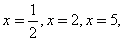 x = 1/2, x = 2, x = 5,